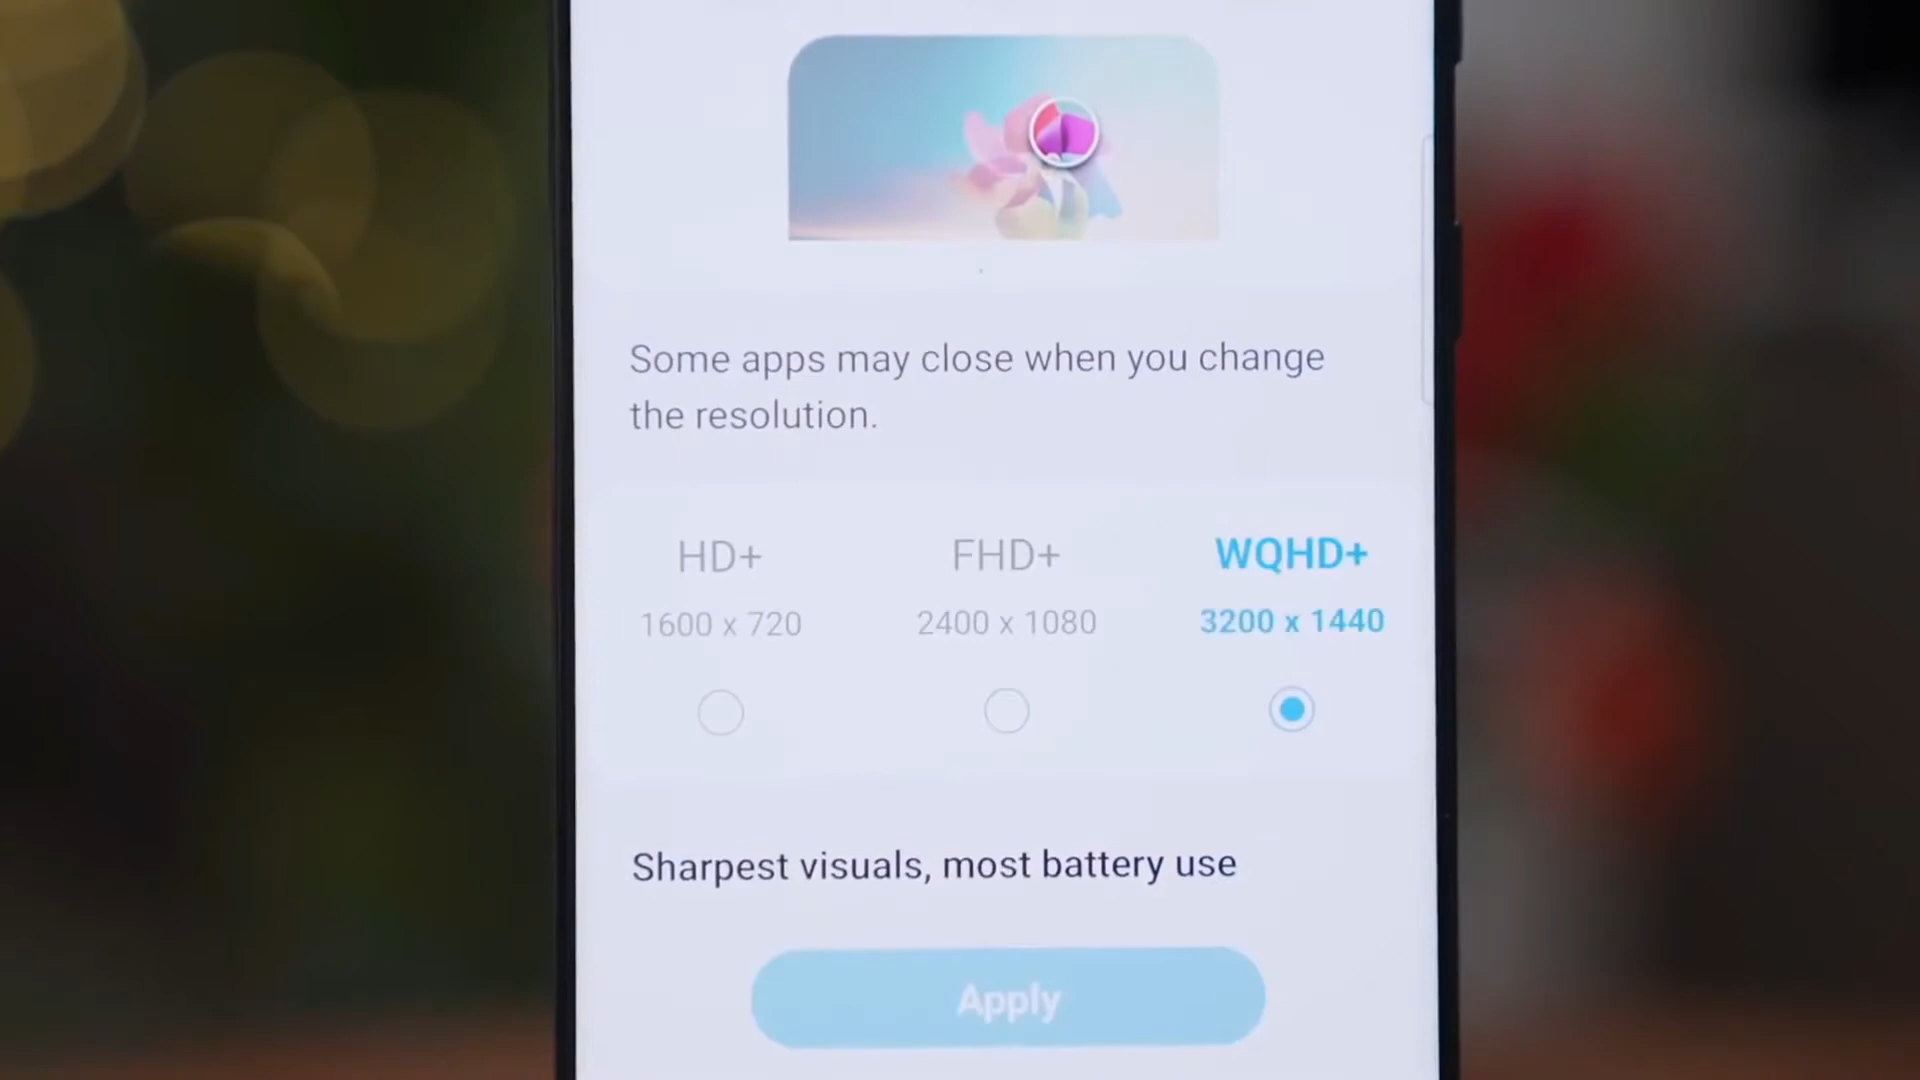 Some apps may close when you change
the resolution.
HD+ FHD+ WQHD+
1600 x 720 2400 x 1080 3200 x 1440
Sharpest visuals, most battery use
Apply